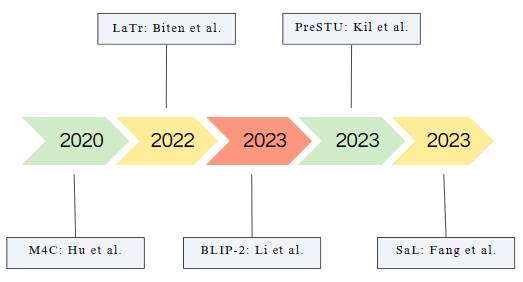 LaTr: Biten et al.
PreSTU: Kil et al.
2020
2022
2023
2023
2023
M4C: Hu et al.
BLIP-2: Li et al.
SaL: Fang et al.